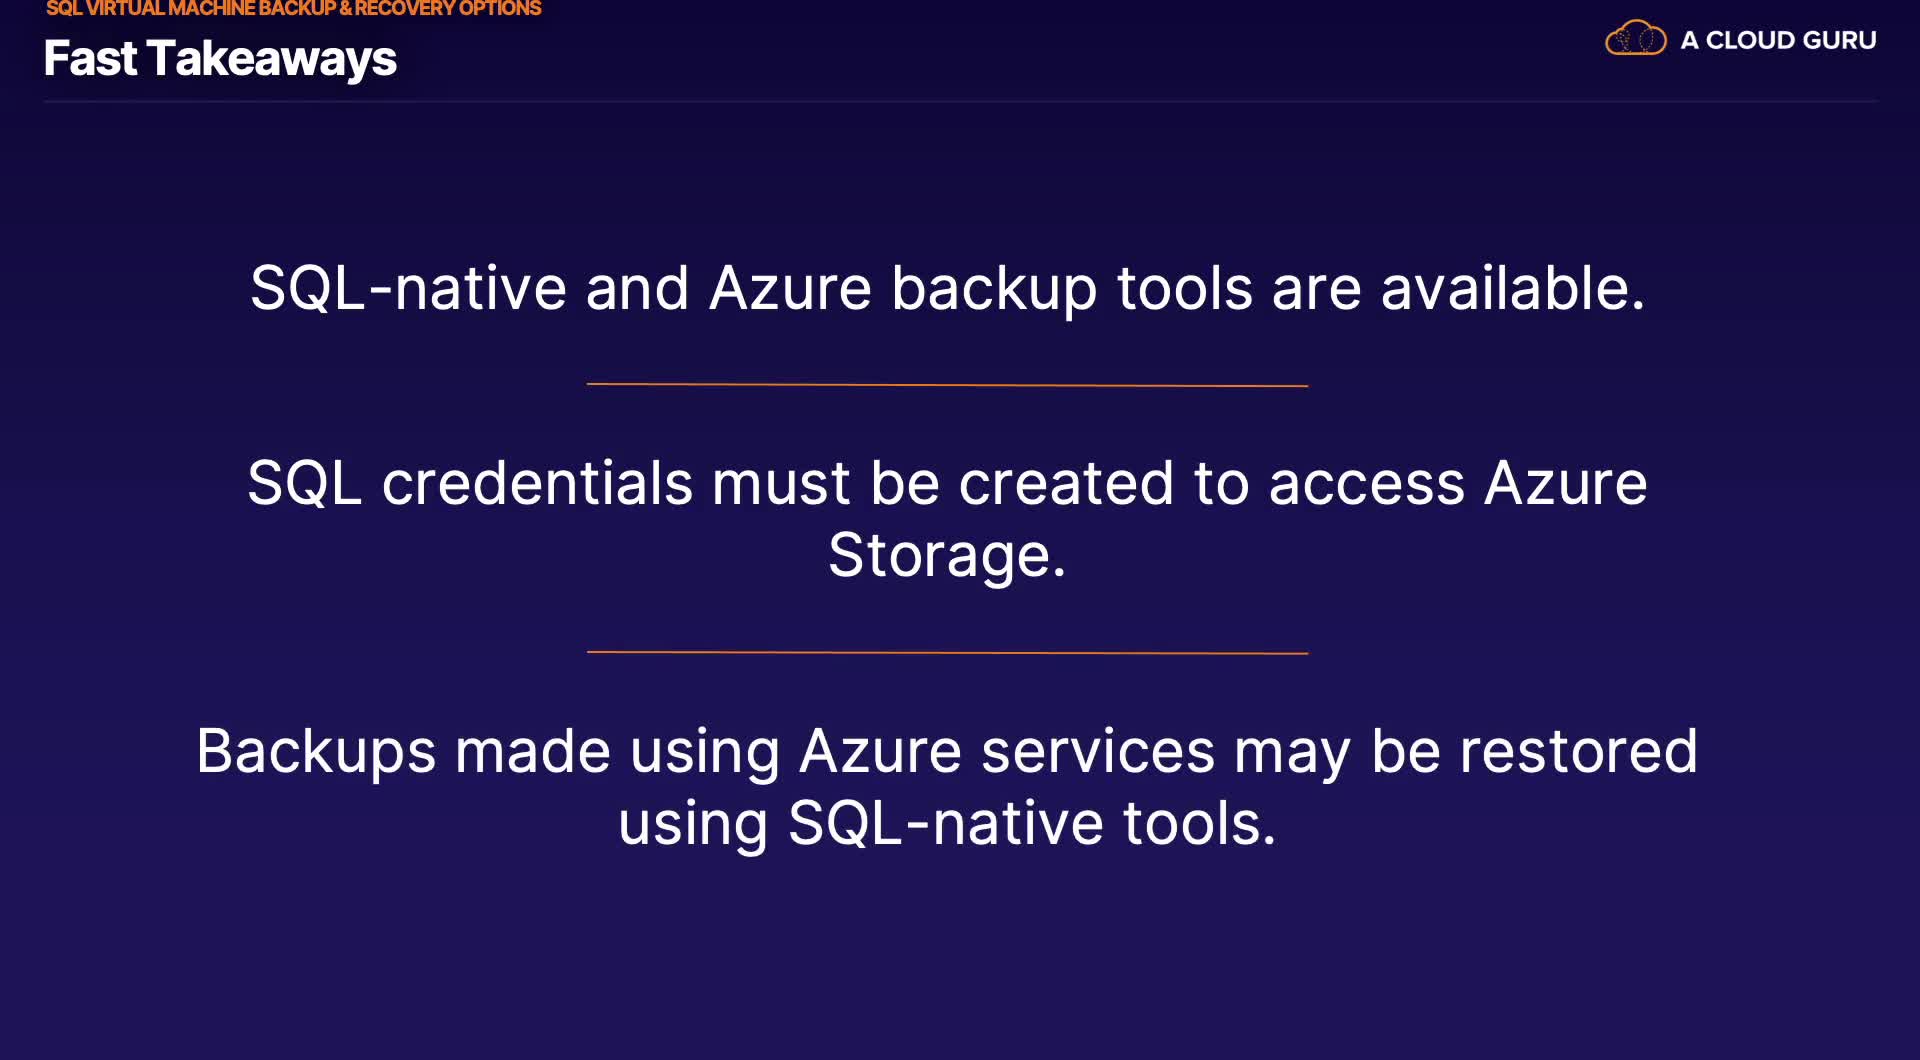 SQL VIRTUAL MACHINE BACKUP & RECOVERY OPTIONS
Fast Takeaways
A CLOUD GURU
SQL-native and Azure backup tools are available.
SQL credentials must be created to access Azure
Storage.
Backups made using Azure services may be restored
using SQL-native tools.